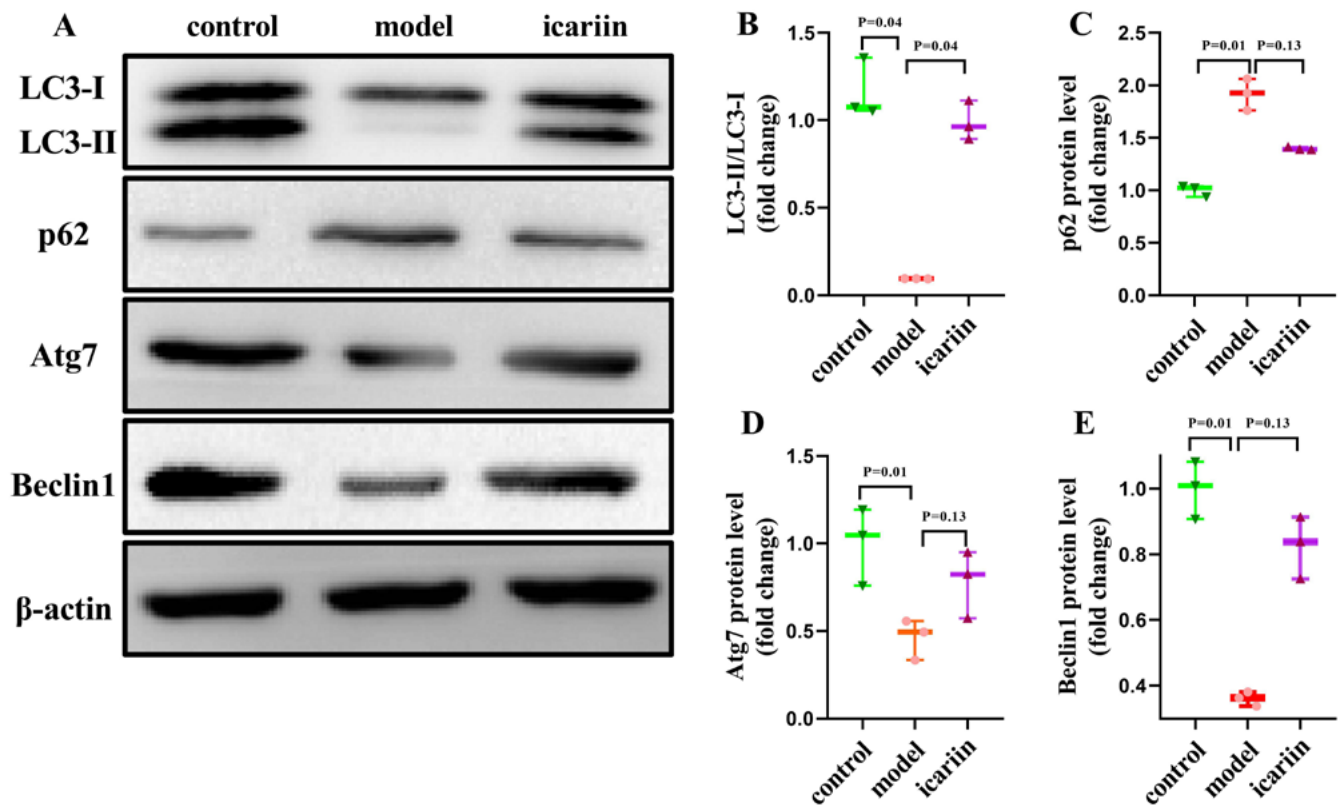 A
control model icariin
LC3-I
LC3-II
p62
Atg7
Beclin1
β-actin
B
LC3-II/LC3-I
(fold change)
1.5
1.0
0.5
0.0
P=0.04
P=0.04
control
model
icariin
C
p62 protein level
(fold change)
2.5
2.0
1.5
1.0
0.5
0.0
P=0.01
P=0.13
control
model
icariin
D
Atg7 protein level
(fold change)
1.5
1.0
0.5
0.0
P=0.01
P=0.13
control
model
icariin
E
Beclin1 protein level
(fold change)
1.0
0.8
0.6
0.4
P=0.01
P=0.13
control
model
icariin